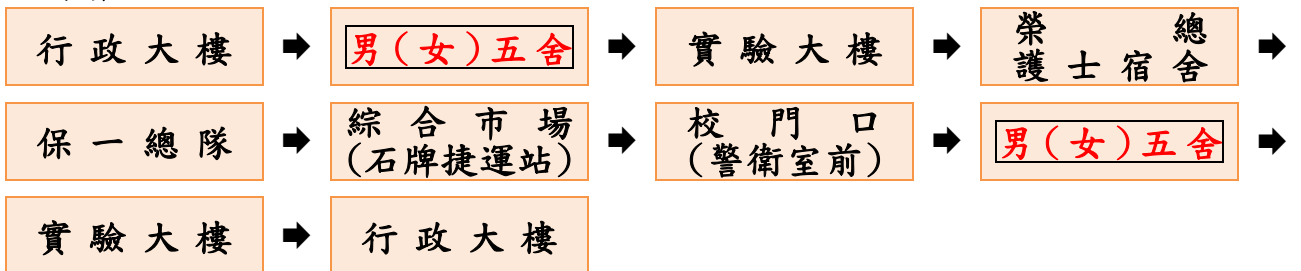 行政大樓 ➡ 男(女)五舍 ➡ 實驗大樓 ➡ 榮總
護士宿舍 ➡
保一總隊 ➡ 綜合市場
(石牌捷運站) ➡ 校門口
(警衛室前) ➡ 男(女)五舍 ➡
實驗大樓 ➡ 行政大樓